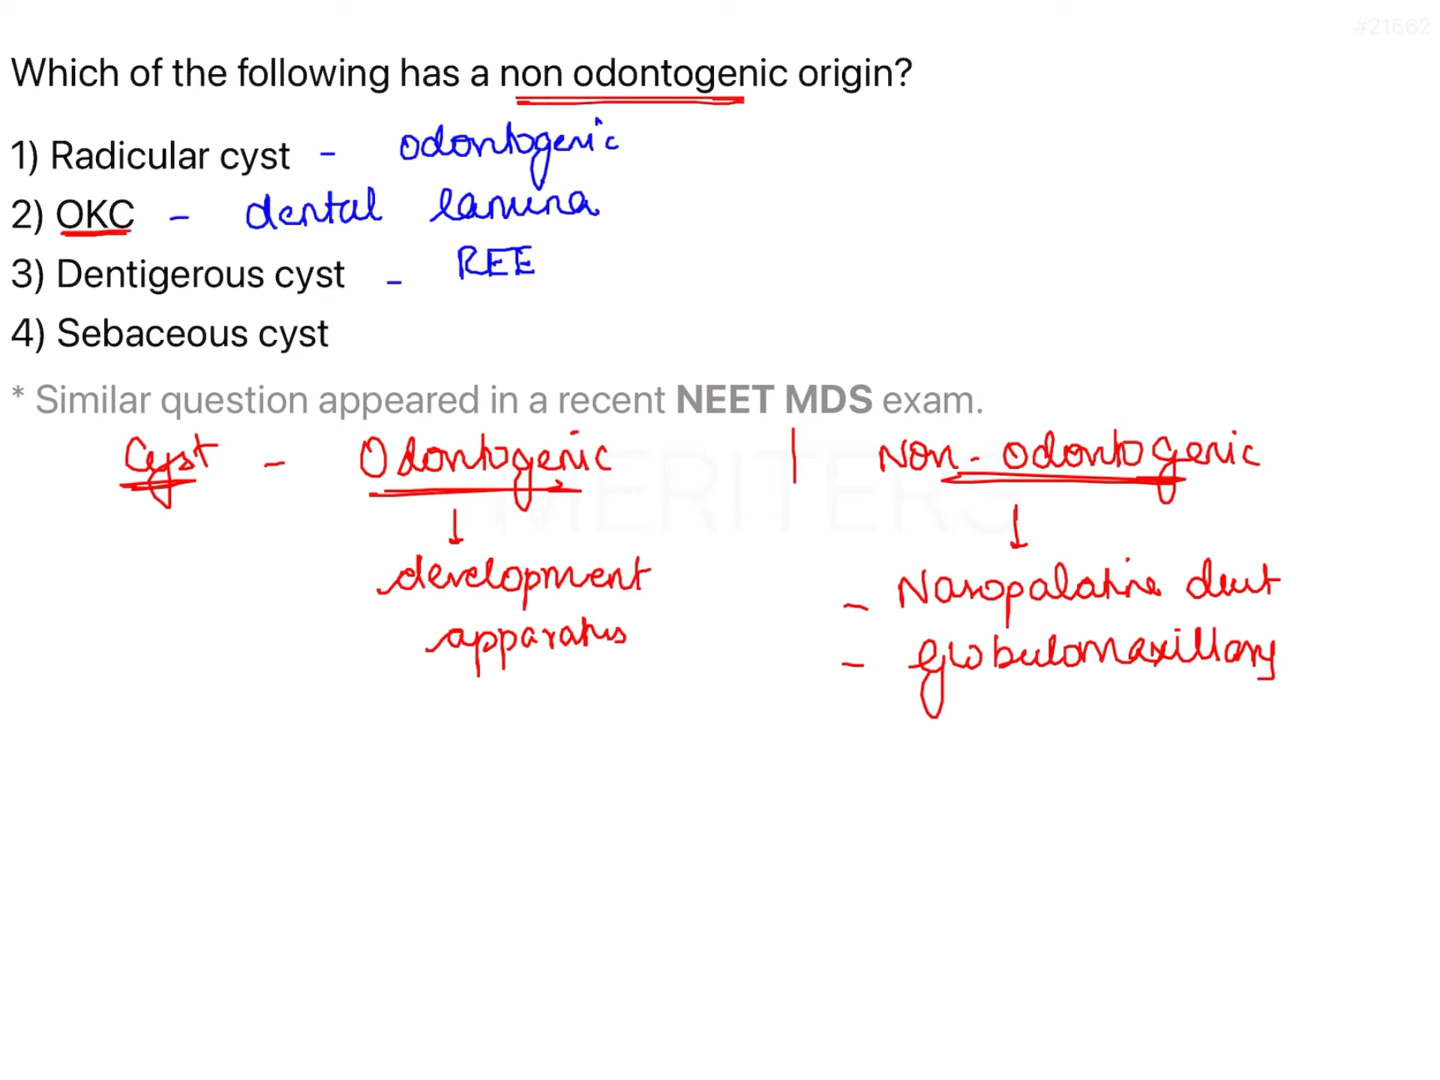 #21662
Which of the following has a non odontogenic origin?
1) Radicular cyst - odontogenic
2) OKC - dental lamina
3) Dentigerous cyst - REE
4) Sebaceous cyst
* Similar question appeared in a recent NEET MDS exam.
Cyst - Odontogenic | Non-odontogenic
MERITERS
development
apparatus
- Nasopalatine duct
- globulomaxillary